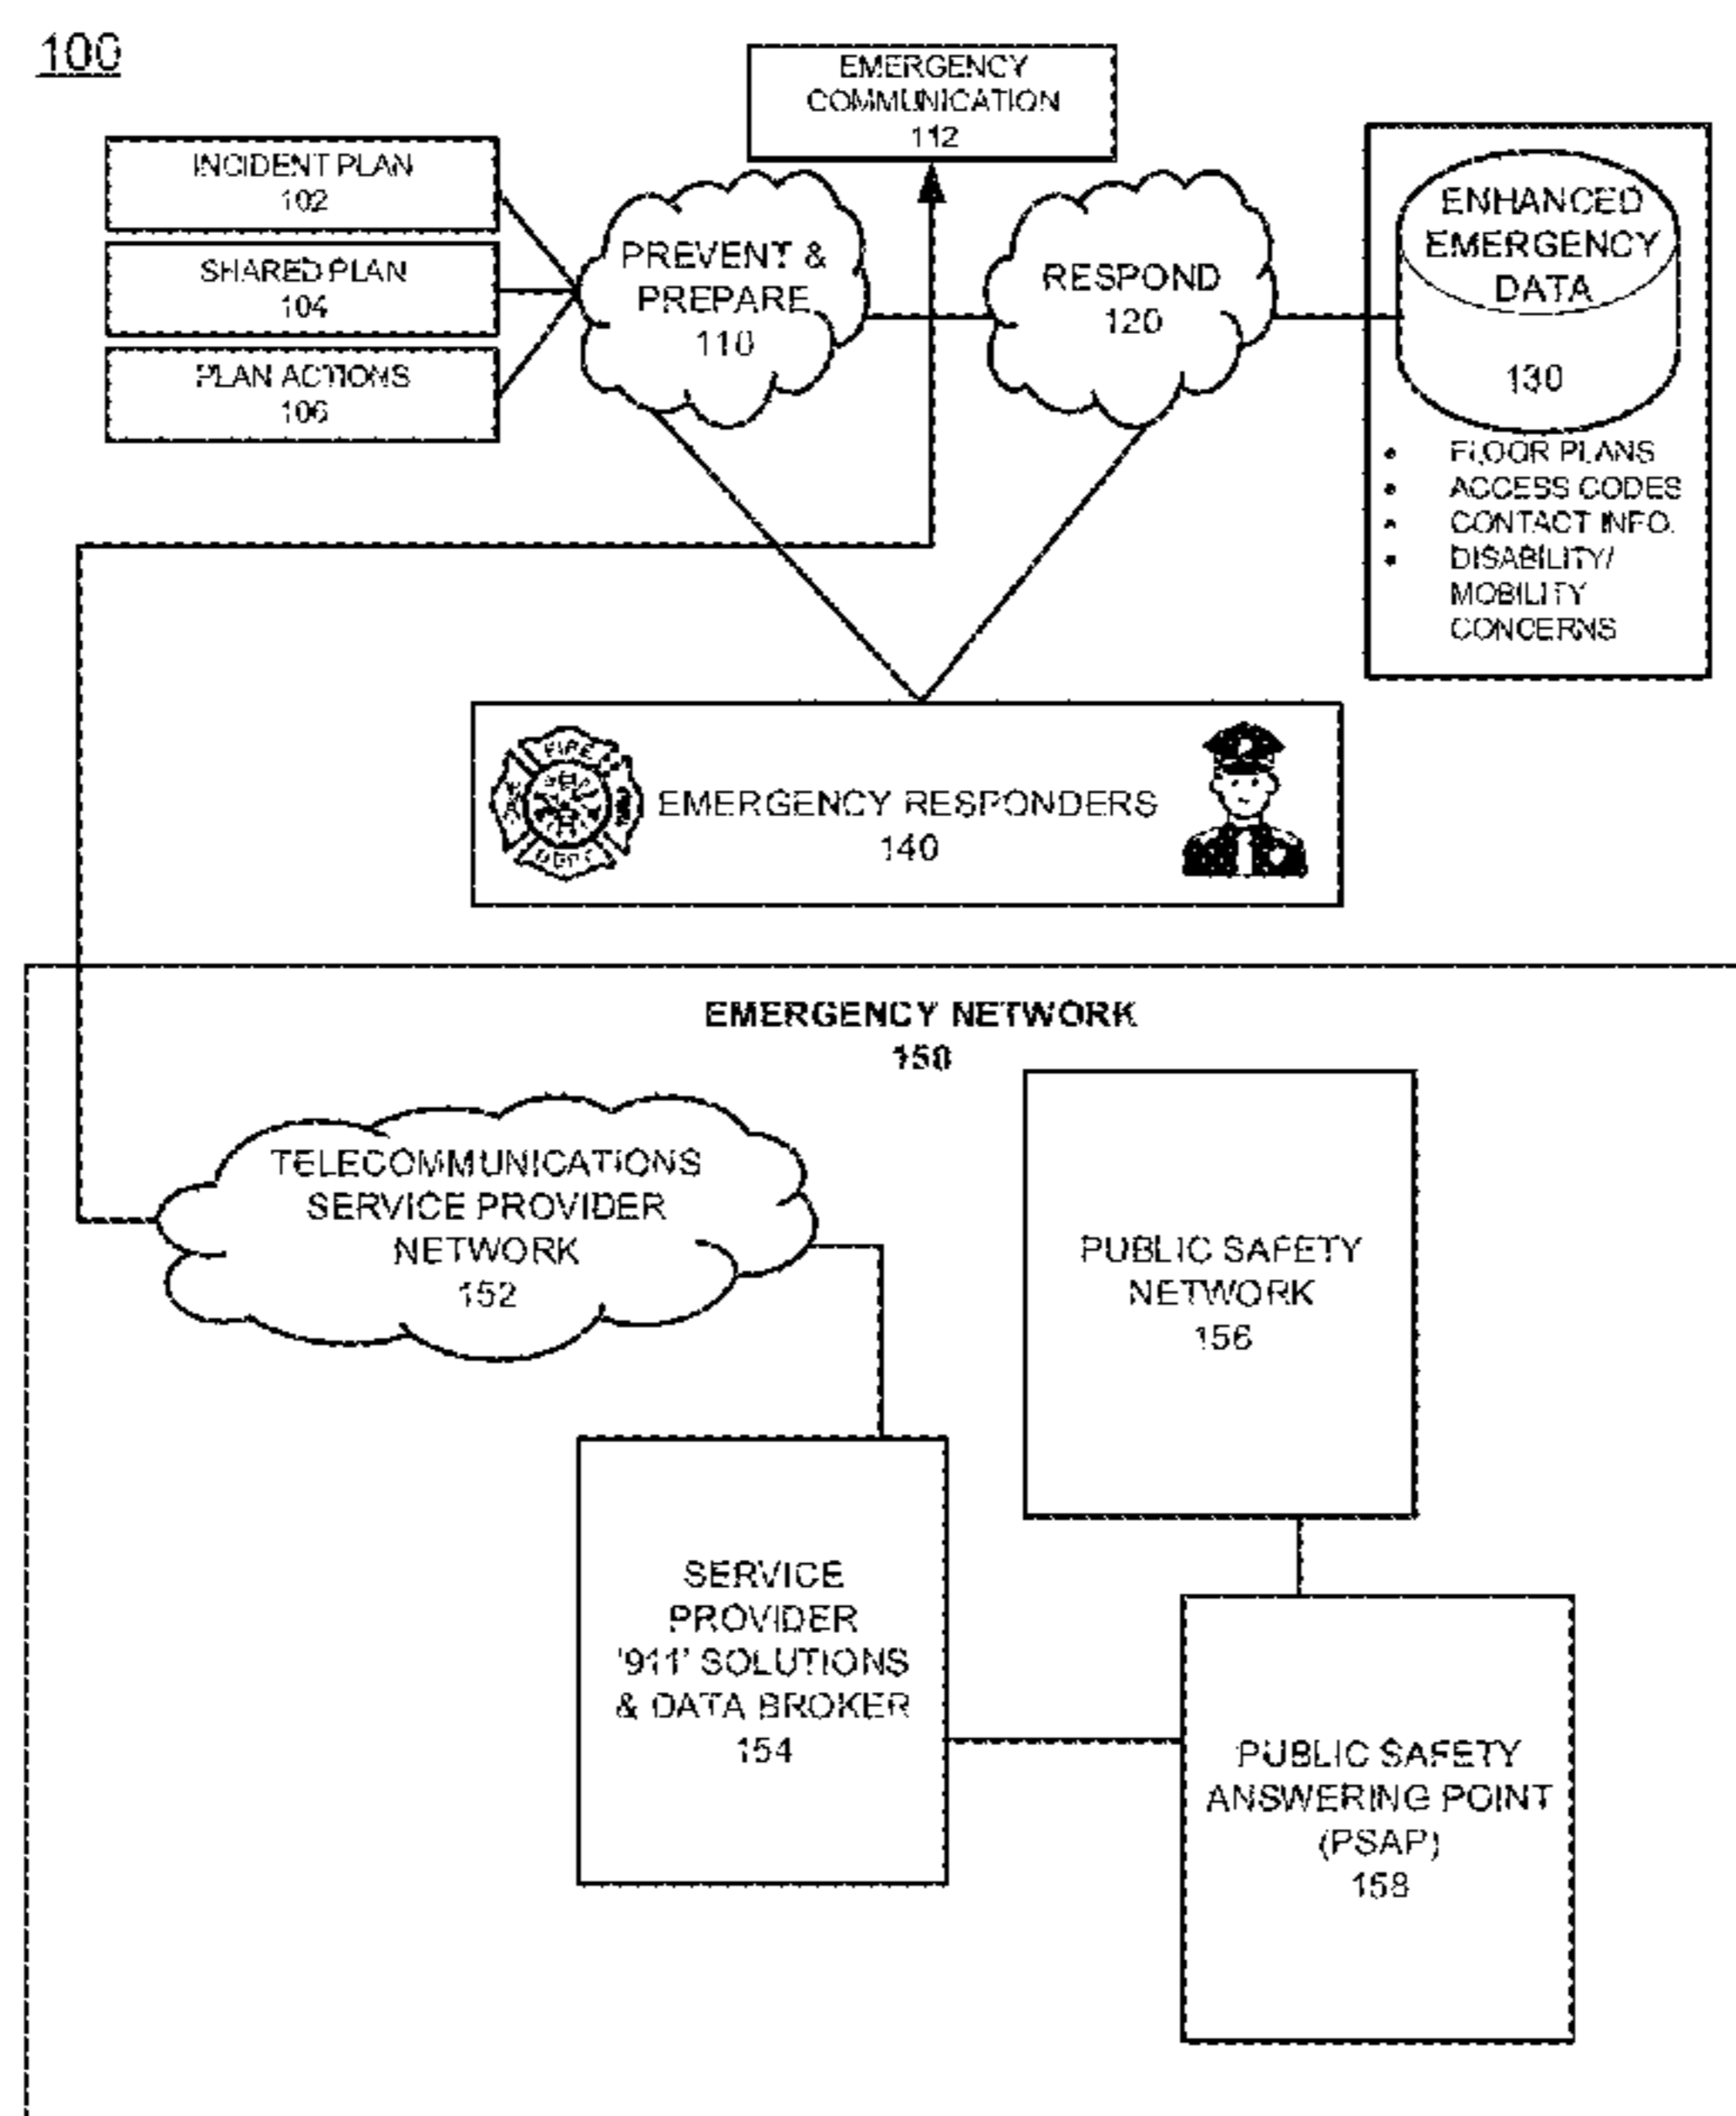 100
EMERGENCY
COMMUNICATION
112
INCIDENT PLAN
102
SHARED PLAN
104
PLAN ACTIONS
106
PREVENT &
PREPARE
110
RESPOND
120
ENHANCED
EMERGENCY
DATA
130
• FLOOR PLANS
• ACCESS CODES
• CONTACT INFO.
• DISABILITY/
MOBILITY
CONCERNS
FIRE
DEPT
EMERGENCY RESPONDERS
140
EMERGENCY NETWORK
150
TELECOMMUNICATIONS
SERVICE PROVIDER
NETWORK
152
PUBLIC SAFETY
NETWORK
156
SERVICE
PROVIDER
'911' SOLUTIONS
& DATA BROKER
154
PUBLIC SAFETY
ANSWERING POINT
(PSAP)
158